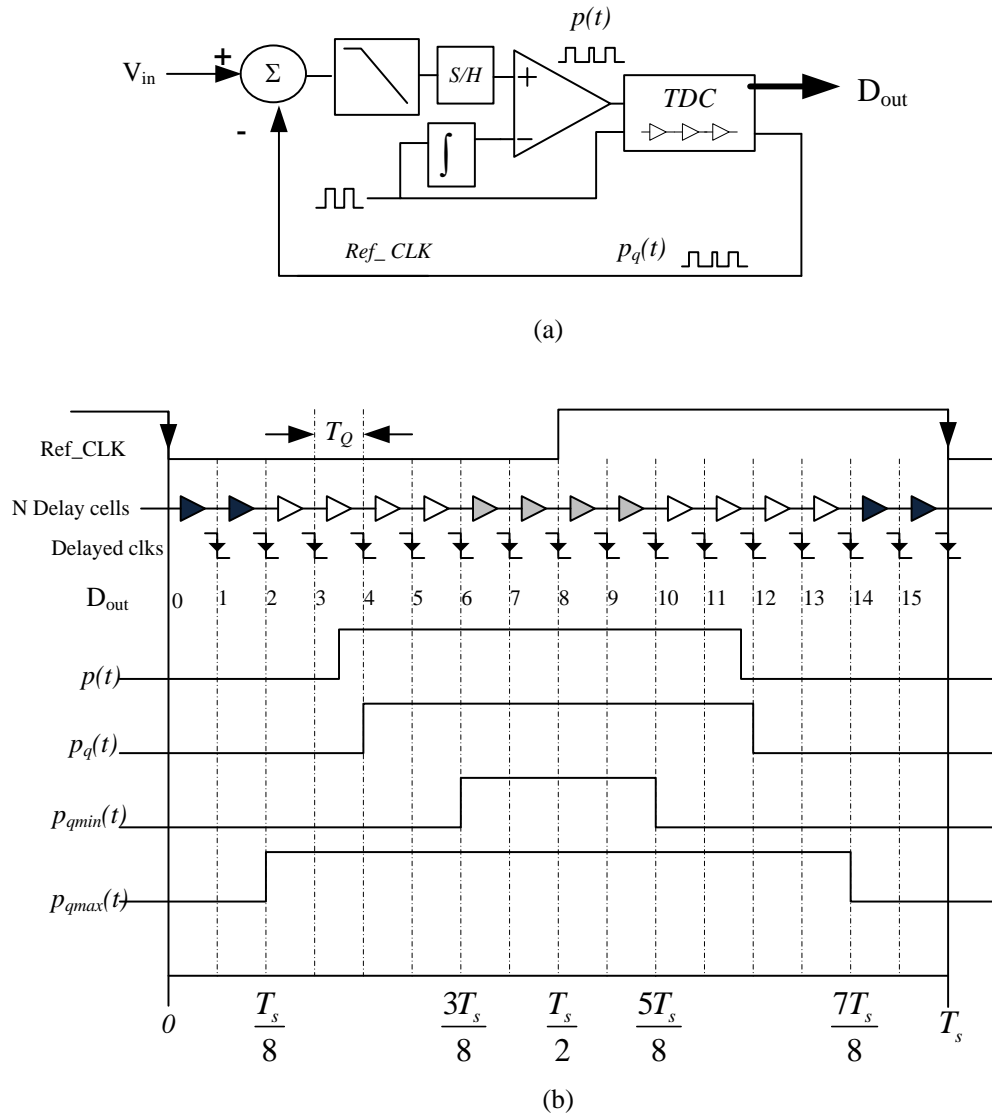 p(t)
+
V_in
Σ
S/H
+
TDC
D_out
-
∫
−
Ref_ CLK
p_q(t)
(a)
T_Q
Ref_CLK
N Delay cells
Delayed clks
D_out 0 1 2 3 4 5 6 7 8 9 10 11 12 13 14 15
p(t)
p_q(t)
p_qmin(t)
p_qmax(t)
0 T_s/8 3T_s/8 T_s/2 5T_s/8 7T_s/8 T_s
(b)